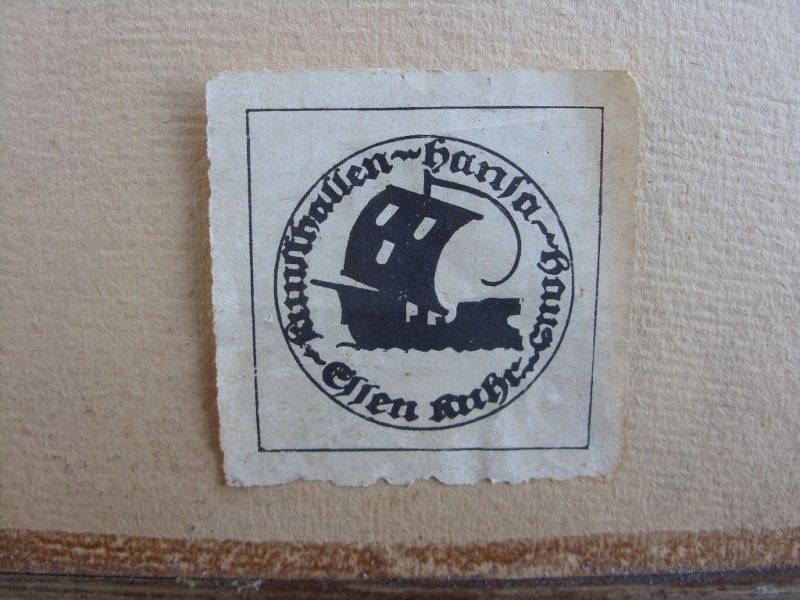 Kunsthallen ~ Hansa ~ Haus ~
Essen Ruhr ~